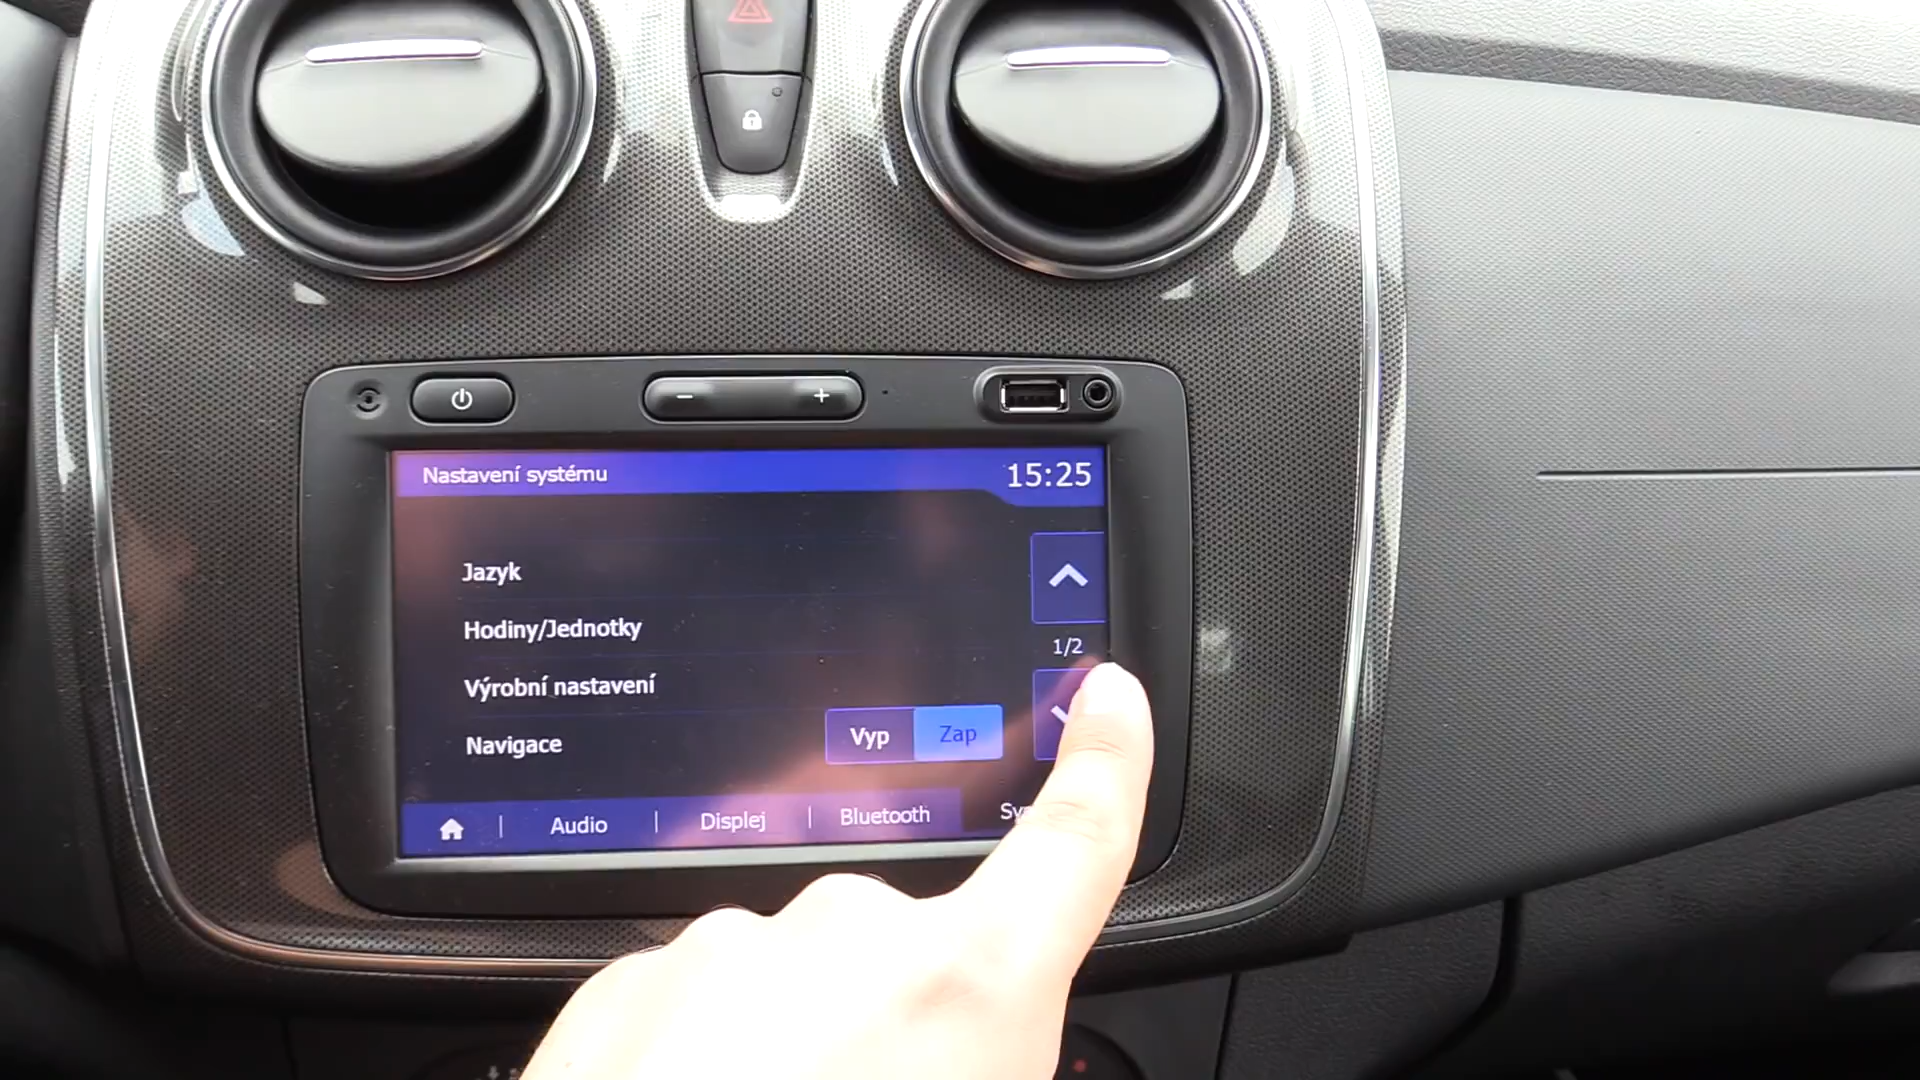 Nastavení systému 15:25
Jazyk
Hodiny/Jednotky
1/2
Výrobní nastavení
Navigace Vyp Zap
Audio | Displej | Bluetooth